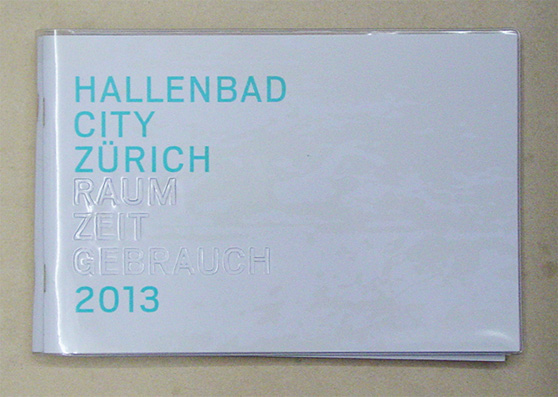 HALLENBAD
CITY
ZÜRICH
RAUM
ZEIT
GEBRAUCH
2013